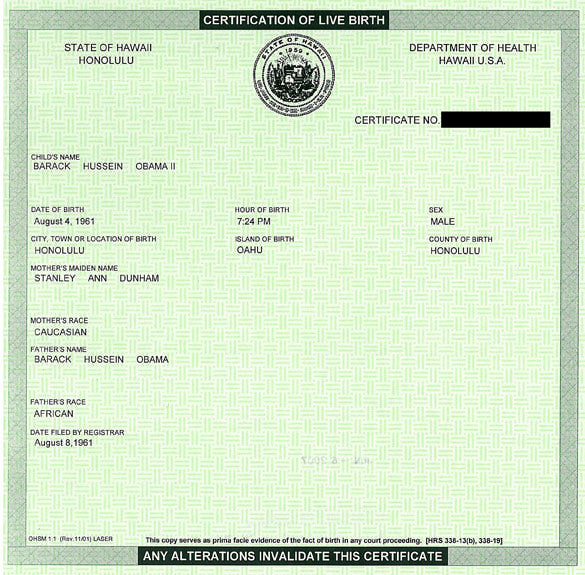 CERTIFICATION OF LIVE BIRTH
STATE OF HAWAII
HONOLULU
STATE OF HAWAII
1959
DEPARTMENT OF HEALTH
HAWAII U.S.A.
CERTIFICATE NO.
CHILD'S NAME
BARACK HUSSEIN OBAMA II
DATE OF BIRTH HOUR OF BIRTH SEX
August 4, 1961 7:24 PM MALE
CITY, TOWN OR LOCATION OF BIRTH ISLAND OF BIRTH COUNTY OF BIRTH
HONOLULU OAHU HONOLULU
MOTHER'S MAIDEN NAME
STANLEY ANN DUNHAM
MOTHER'S RACE
CAUCASIAN
FATHER'S NAME
BARACK HUSSEIN OBAMA
FATHER'S RACE
AFRICAN
DATE FILED BY REGISTRAR
August 8,1961
OHSM 1.1 (Rev.11/01) LASER This copy serves as prima facie evidence of the fact of birth in any court proceeding. [HRS 338-13(b), 338-19]
ANY ALTERATIONS INVALIDATE THIS CERTIFICATE